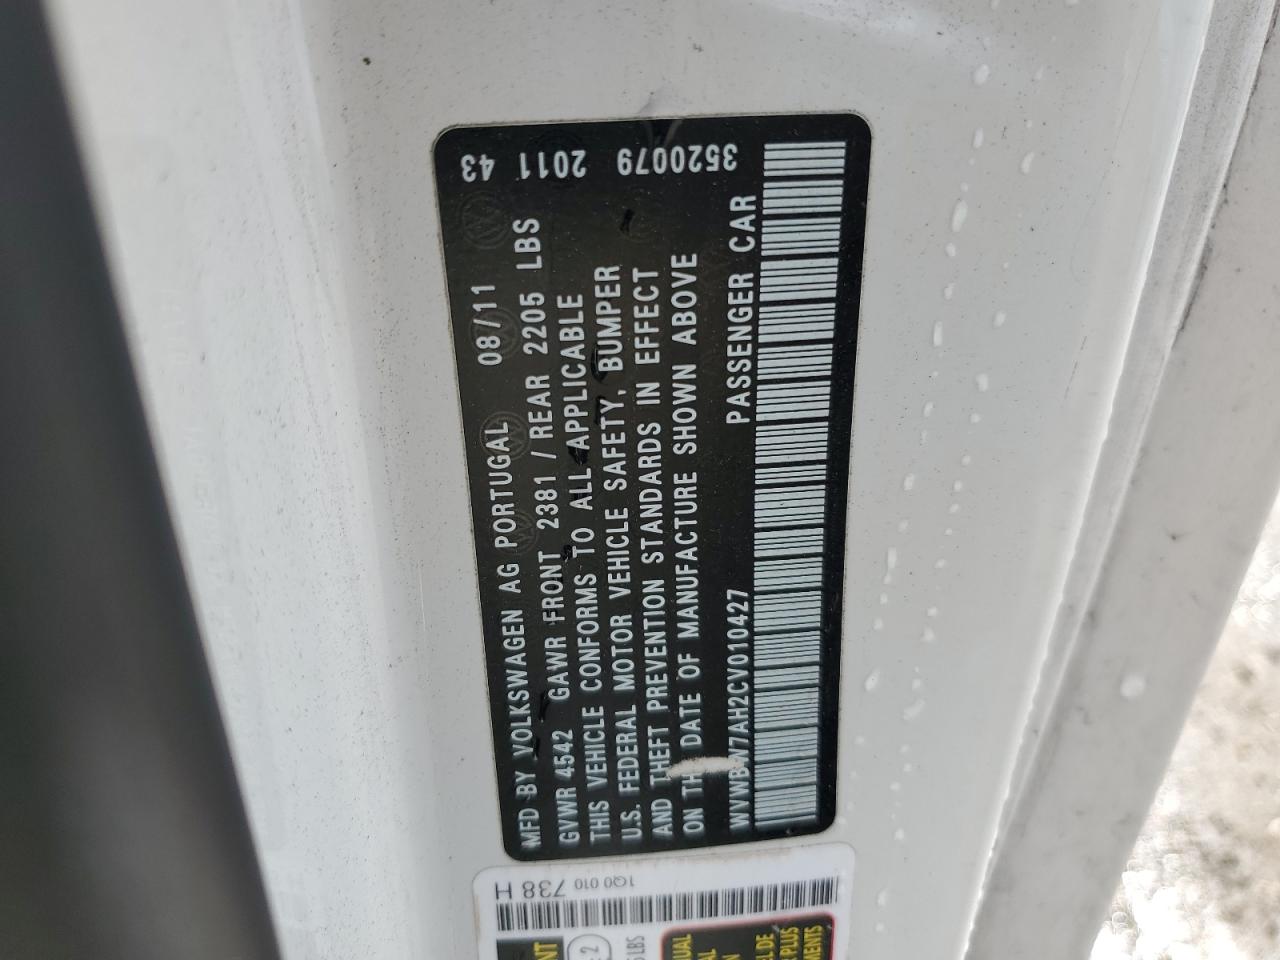 MFD BY VOLKSWAGEN AG PORTUGAL 08/11 43
GVWR 4542 GAWR FRONT 2381 / REAR 2205 LBS 2011
THIS VEHICLE CONFORMS TO ALL APPLICABLE
U.S. FEDERAL MOTOR VEHICLE SAFETY, BUMPER 3520079
AND THEFT PREVENTION STANDARDS IN EFFECT
ON THE DATE OF MANUFACTURE SHOWN ABOVE
PASSENGER CAR
7AH2CV010427
1Q0 010 738 H